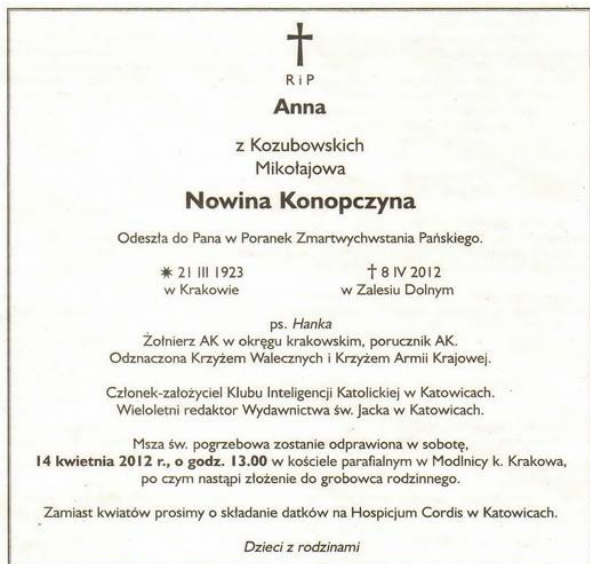 R i P
Anna
z Kozubowskich
Mikołajowa
Nowina Konopczyna
Odeszła do Pana w Poranek Zmartwychwstania Pańskiego.
✷ 21 III 1923
w Krakowie
† 8 IV 2012
w Zalesiu Dolnym
ps. Hanka
Żołnierz AK w okręgu krakowskim, porucznik AK.
Odznaczona Krzyżem Walecznych i Krzyżem Armii Krajowej.
Członek-założyciel Klubu Inteligencji Katolickiej w Katowicach.
Wieloletni redaktor Wydawnictwa św. Jacka w Katowicach.
Msza św. pogrzebowa zostanie odprawiona w sobotę,
14 kwietnia 2012 r., o godz. 13.00 w kościele parafialnym w Modlnicy k. Krakowa,
po czym nastąpi złożenie do grobowca rodzinnego.
Zamiast kwiatów prosimy o składanie datków na Hospicjum Cordis w Katowicach.
Dzieci z rodzinami